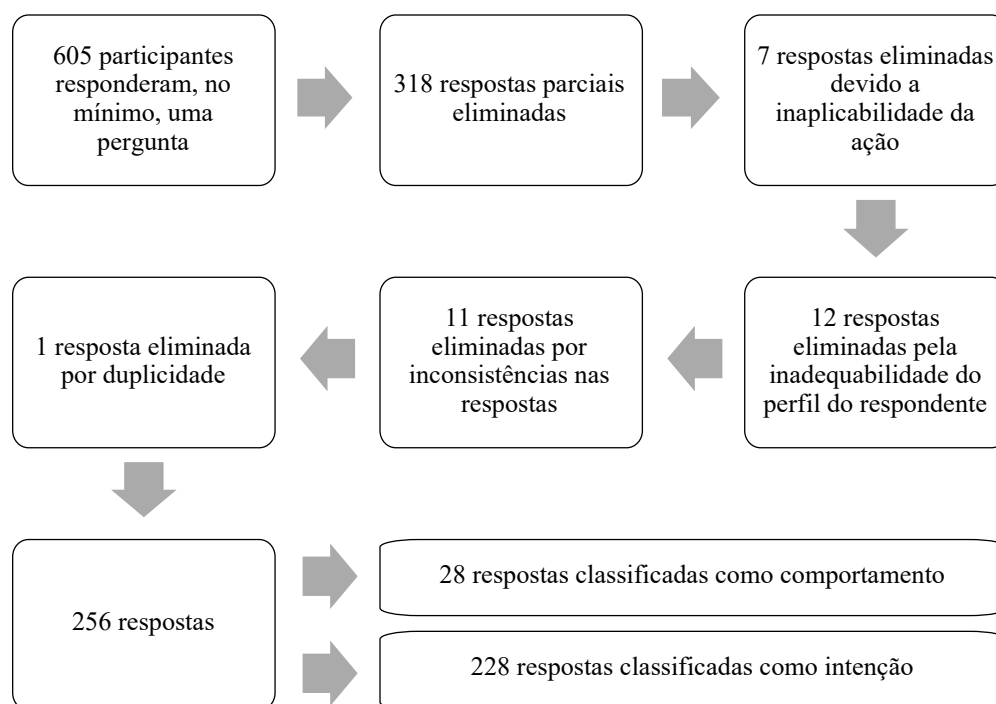 605 participantes
responderam, no
mínimo, uma
pergunta
318 respostas parciais
eliminadas
7 respostas eliminadas
devido a
inaplicabilidade da
ação
12 respostas
eliminadas pela
inadequabilidade do
perfil do respondente
11 respostas
eliminadas por
inconsistências nas
respostas
1 resposta eliminada
por duplicidade
256 respostas
28 respostas classificadas como comportamento
228 respostas classificadas como intenção